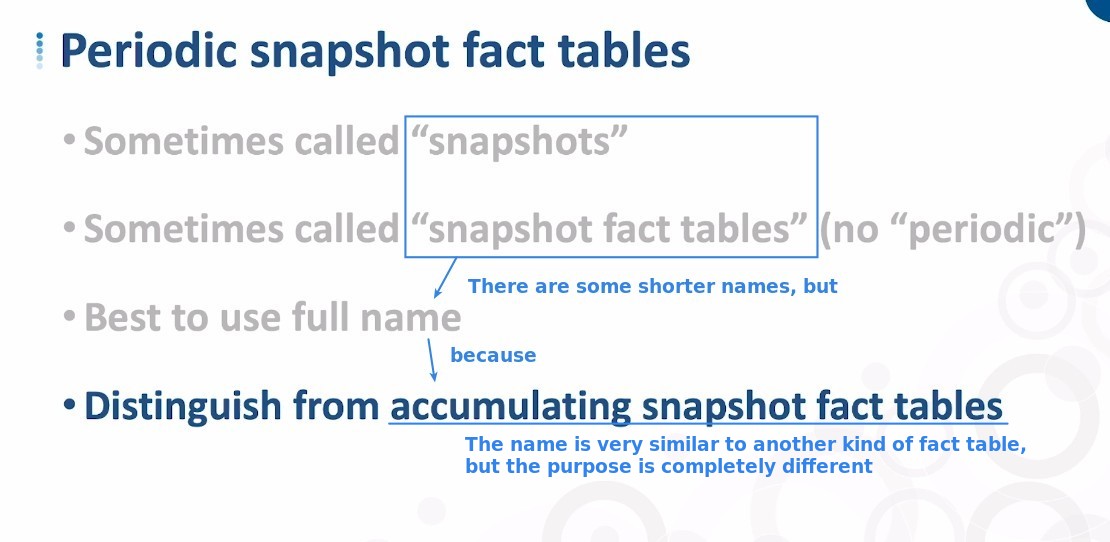 Periodic snapshot fact tables
• Sometimes called “snapshots”
• Sometimes called “snapshot fact tables” (no “periodic”)
There are some shorter names, but
• Best to use full name
because
• Distinguish from accumulating snapshot fact tables
The name is very similar to another kind of fact table,
but the purpose is completely different